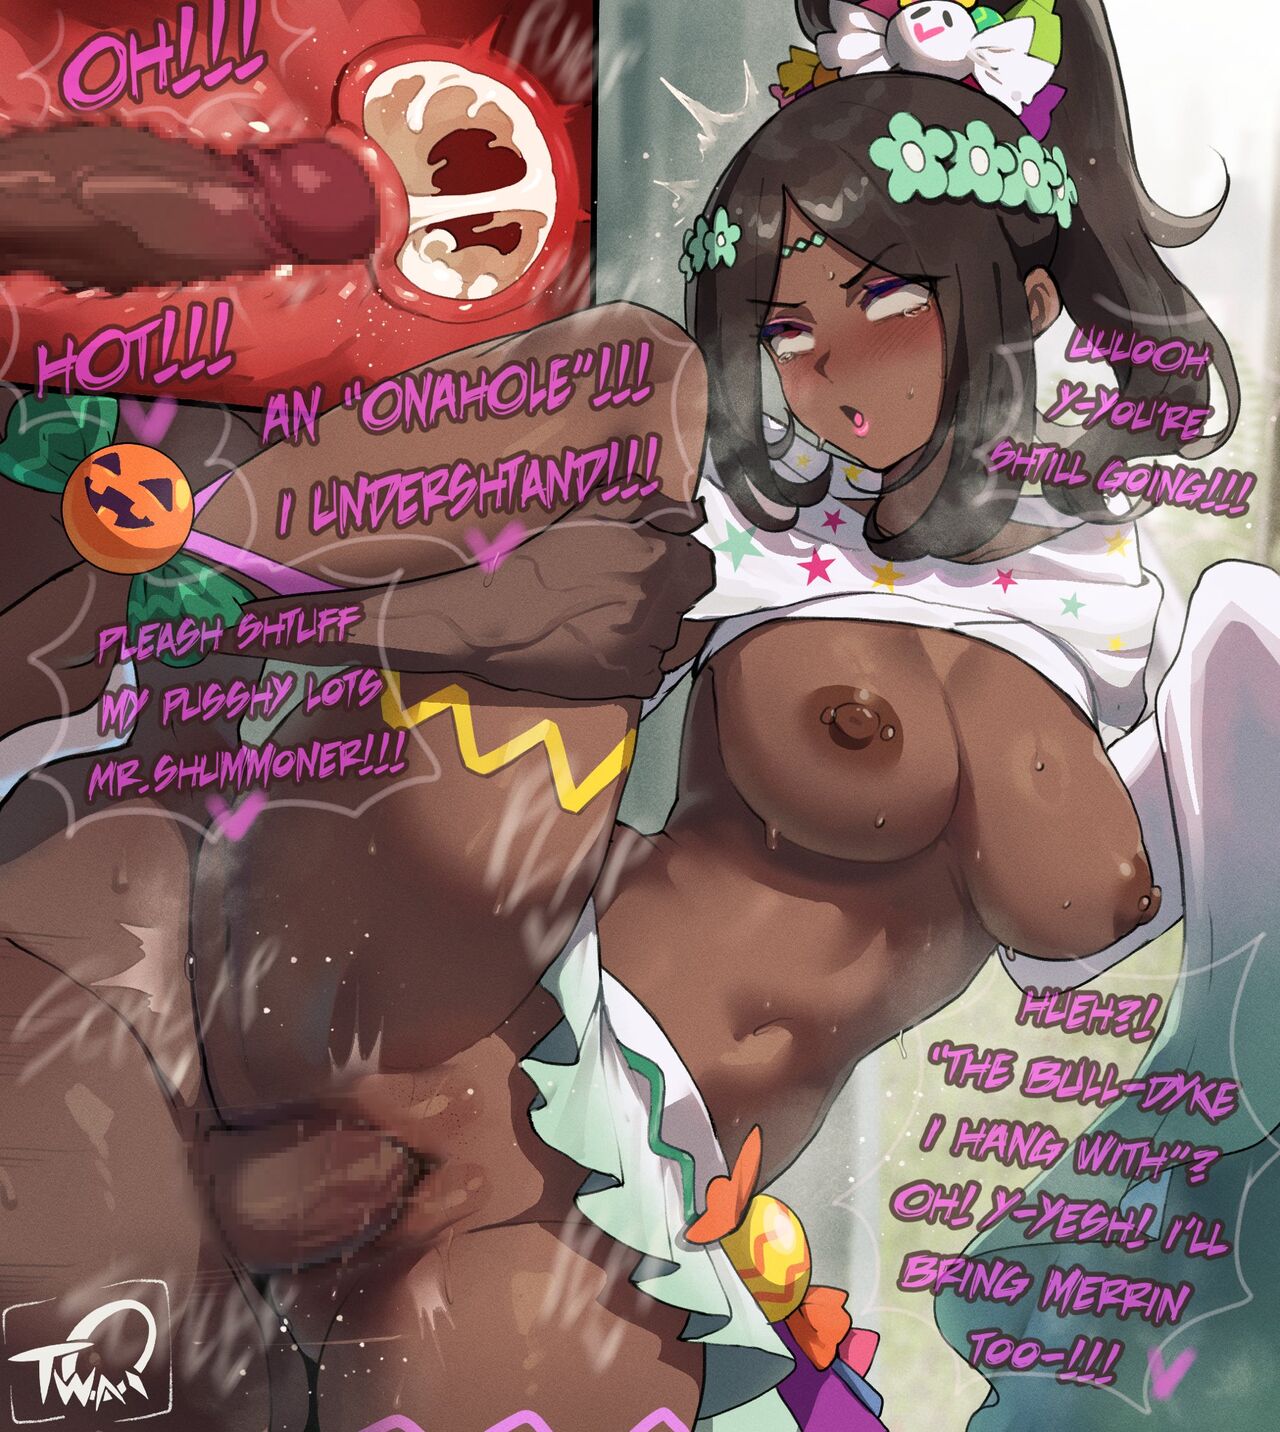 OH!!!
HOT!!!
AN "ONAHOLE"!!!
I UNDERSHTAND!!!
UUUOOH
Y-YOU'RE
SHTILL GOING!!!
PLEASH SHTUFF
MY PUSSHY LOTS
MR.SHUMMONER!!!
HUEH?!
"THE BULL-DYKE
I HANG WITH"?
OH! Y-YESH! I'LL
BRING MERRIN
TOO-!!!